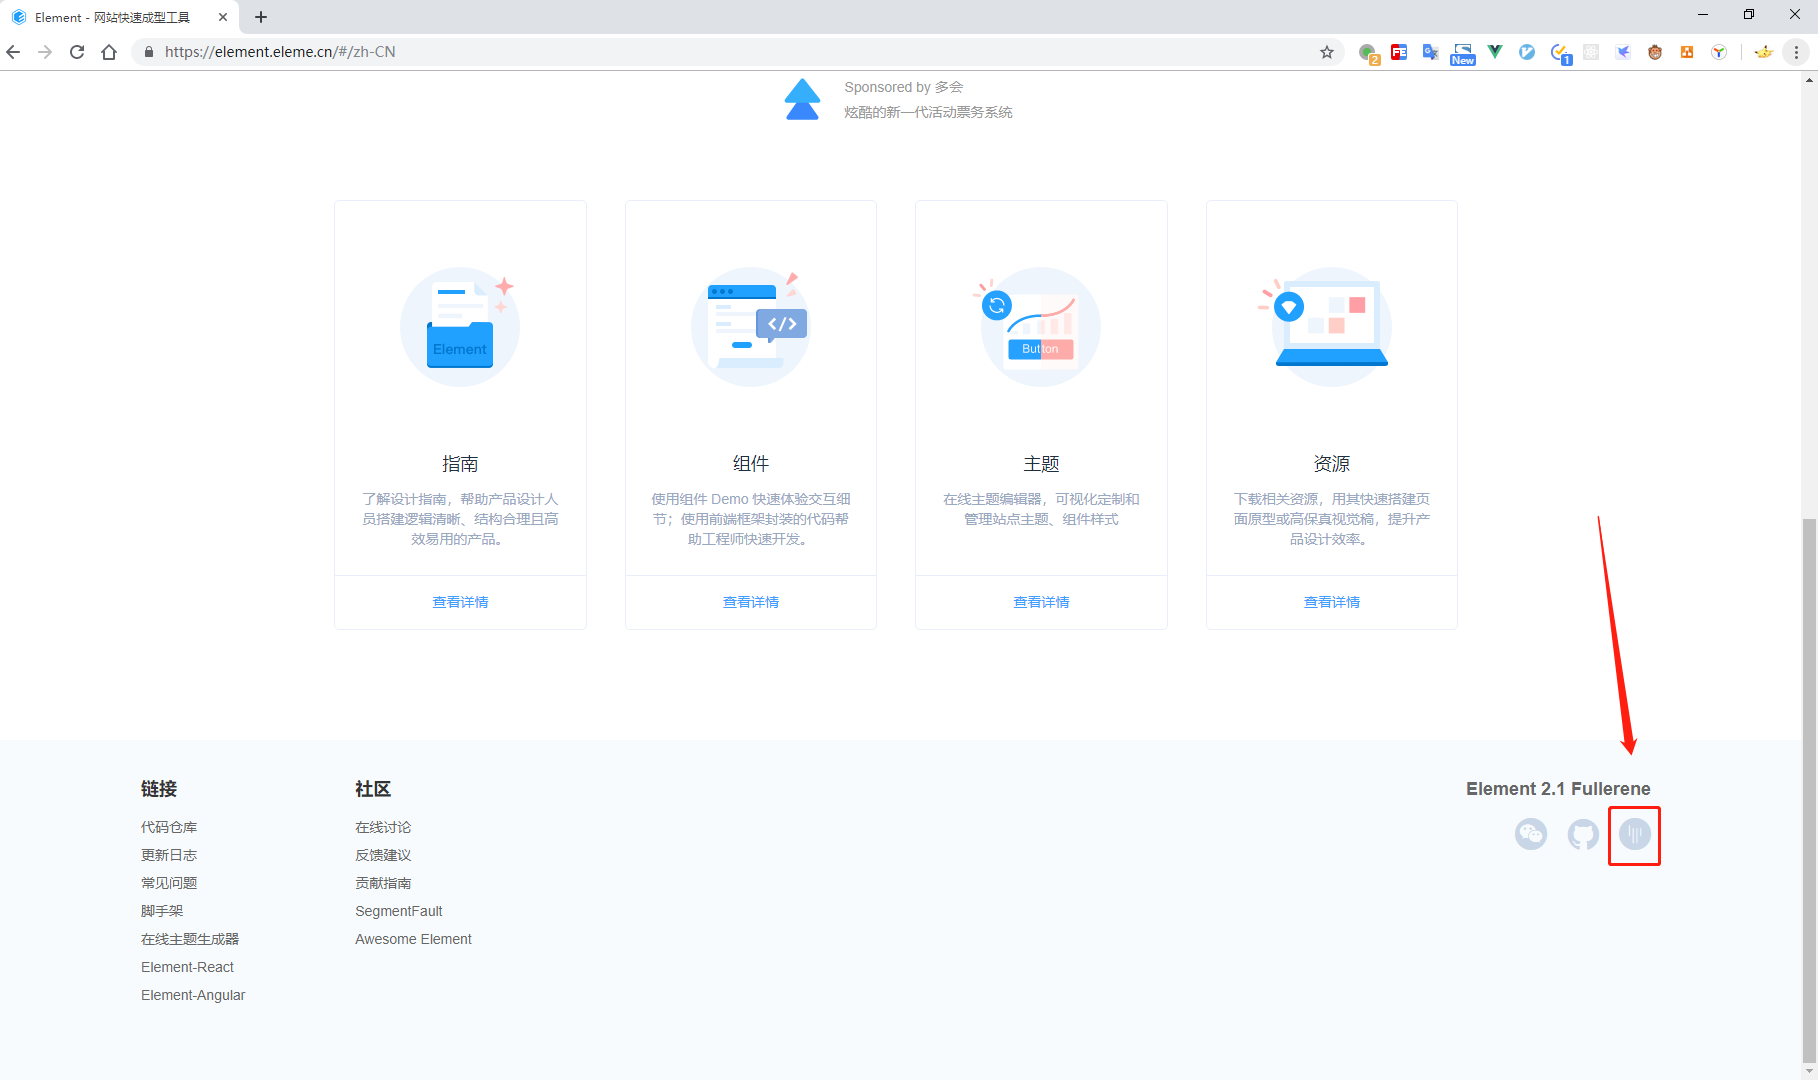 Element - 网站快速成型工具
https://element.eleme.cn/#/zh-CN
2
FE
New
1
Sponsored by 多会
炫酷的新一代活动票务系统
Element
</>
Button
指南
了解设计指南，帮助产品设计人
员搭建逻辑清晰、结构合理且高
效易用的产品。
查看详情
组件
使用组件 Demo 快速体验交互细
节；使用前端框架封装的代码帮
助工程师快速开发。
查看详情
主题
在线主题编辑器，可视化定制和
管理站点主题、组件样式
查看详情
资源
下载相关资源，用其快速搭建页
面原型或高保真视觉稿，提升产
品设计效率。
查看详情
链接
代码仓库
更新日志
常见问题
脚手架
在线主题生成器
Element-React
Element-Angular
社区
在线讨论
反馈建议
贡献指南
SegmentFault
Awesome Element
Element 2.1 Fullerene